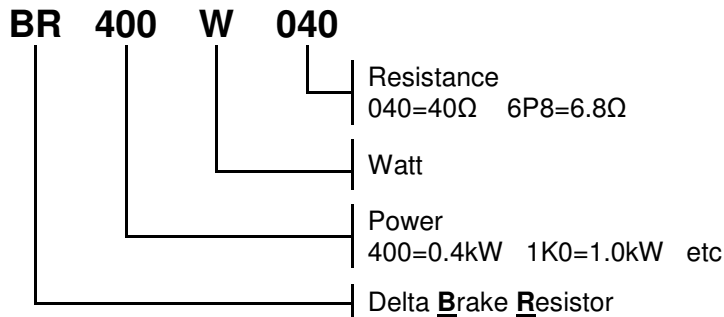 BR 400 W 040
Resistance
040=40Ω 6P8=6.8Ω
Watt
Power
400=0.4kW 1K0=1.0kW etc
Delta Brake Resistor